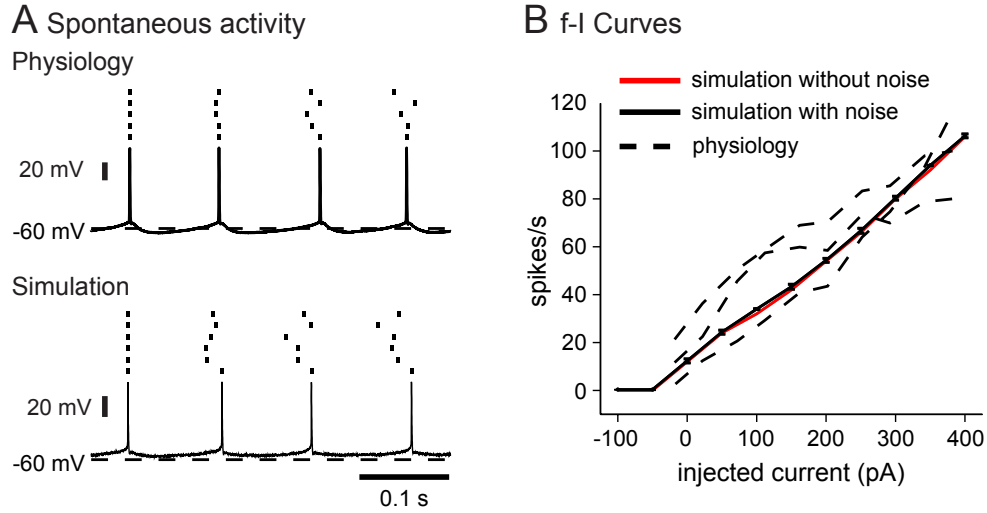 A Spontaneous activity
Physiology
20 mV
-60 mV
Simulation
20 mV
-60 mV
0.1 s
B f-I Curves
simulation without noise
simulation with noise
physiology
120
100
80
60
40
20
0
spikes/s
-100 0 100 200 300 400
injected current (pA)